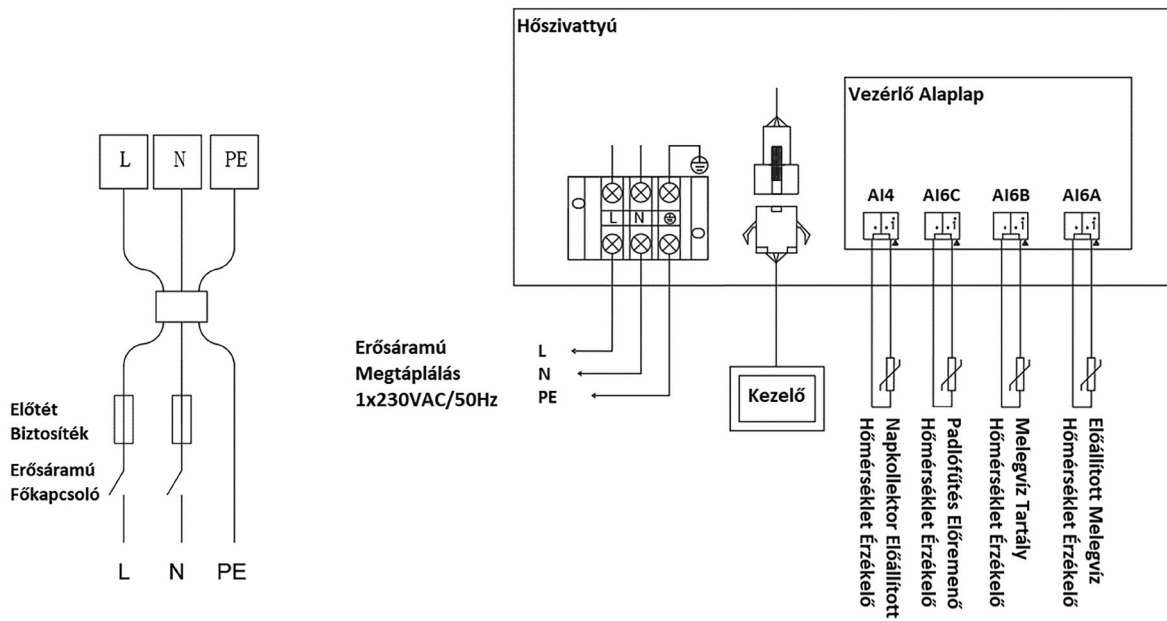 Hőszivattyú
Vezérlő Alaplap
L
N
PE
L
N
AI4
AI6C
AI6B
AI6A
Erősáramú
Megtáplálás
1x230VAC/50Hz
L
N
PE
Kezelő
Előtét
Biztosíték
Erősáramú
Főkapcsoló
L
N
PE
Napkollektor Előállított
Hőmérséklet Érzékelő
Padlófűtés Előremenő
Hőmérséklet Érzékelő
Melegvíz Tartály
Hőmérséklet Érzékelő
Előállított Melegvíz
Hőmérséklet Érzékelő